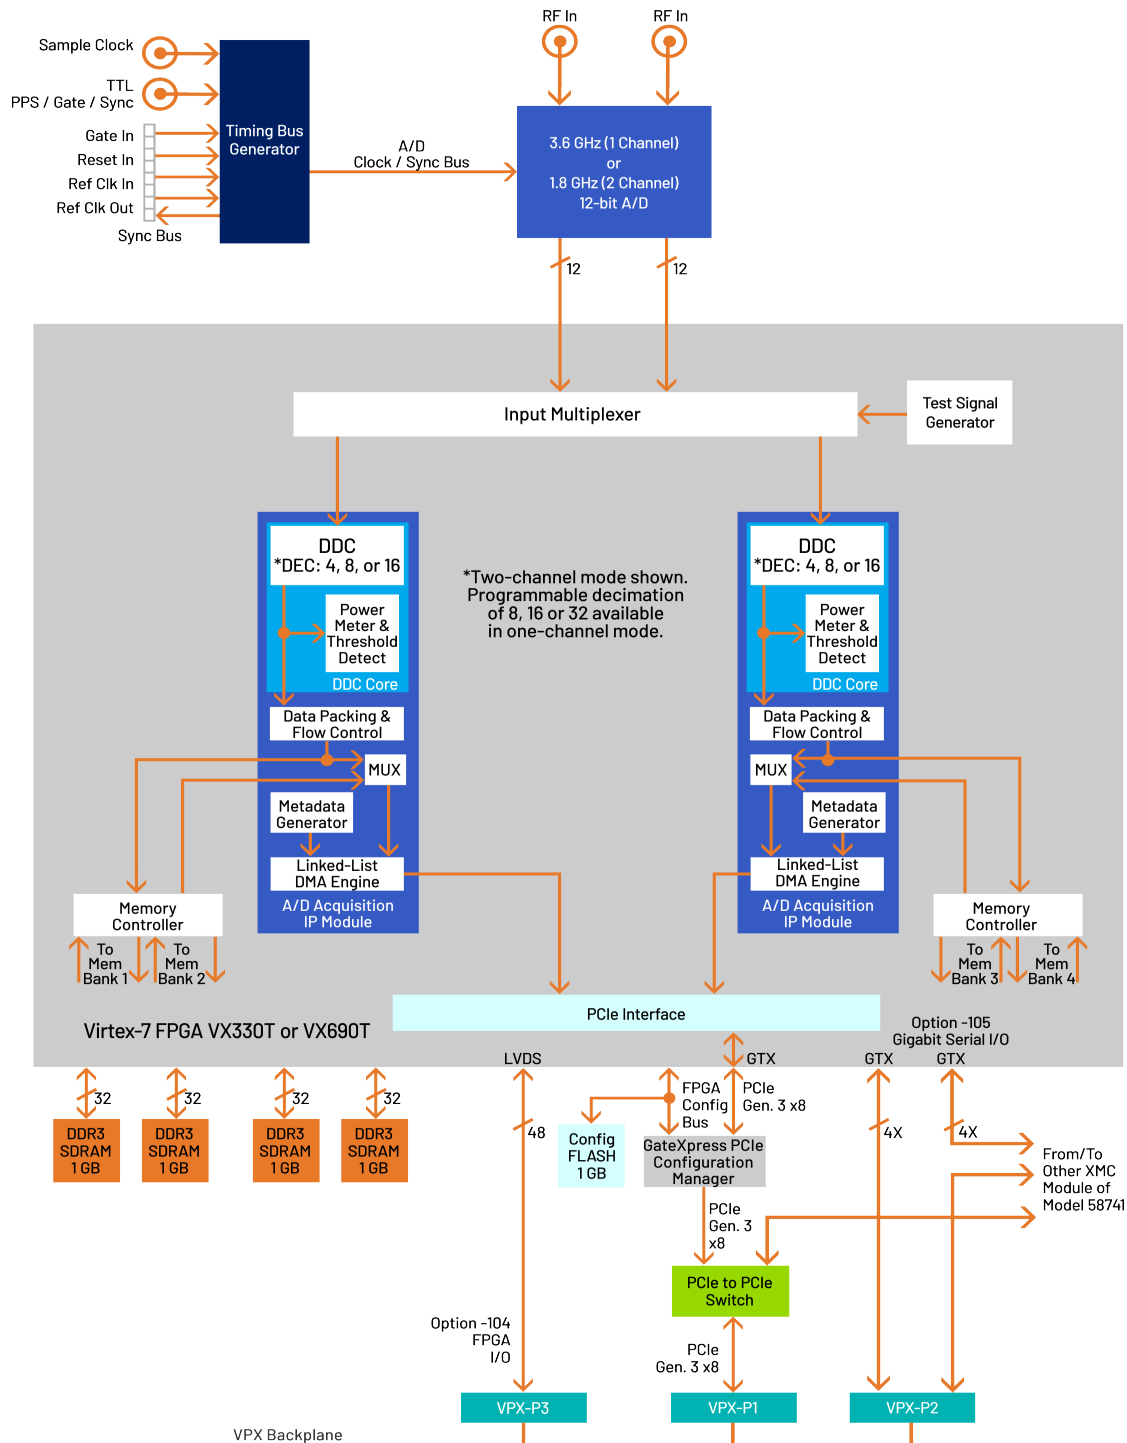 RF In
RF In
Sample Clock
TTL
PPS / Gate / Sync
Gate In
Reset In
Ref Clk In
Ref Clk Out
Sync Bus
Timing Bus
Generator
A/D
Clock / Sync Bus
3.6 GHz (1 Channel)
or
1.8 GHz (2 Channel)
12-bit A/D
12
12
Input Multiplexer
Test Signal
Generator
DDC
*DEC: 4, 8, or 16
Power
Meter &
Threshold
Detect
DDC Core
Data Packing &
Flow Control
MUX
Metadata
Generator
Linked-List
DMA Engine
A/D Acquisition
IP Module
*Two-channel mode shown.
Programmable decimation
of 8, 16 or 32 available
in one-channel mode.
DDC
*DEC: 4, 8, or 16
Power
Meter &
Threshold
Detect
DDC Core
Data Packing &
Flow Control
MUX
Metadata
Generator
Linked-List
DMA Engine
A/D Acquisition
IP Module
Memory
Controller
To
Mem
Bank 1
To
Mem
Bank 2
Memory
Controller
To
Mem
Bank 3
To
Mem
Bank 4
PCIe Interface
Virtex-7 FPGA VX330T or VX690T
Option -105
Gigabit Serial I/O
LVDS
GTX
GTX
GTX
32
32
32
32
DDR3
SDRAM
1 GB
DDR3
SDRAM
1 GB
DDR3
SDRAM
1 GB
DDR3
SDRAM
1 GB
48
FPGA
Config
Bus
PCIe
Gen. 3 x8
4X
4X
Config
FLASH
1 GB
GateXpress PCIe
Configuration
Manager
From/To
Other XMC
Module of
Model 58741
PCIe
Gen. 3
x8
PCIe to PCIe
Switch
Option -104
FPGA
I/O
PCIe
Gen. 3 x8
VPX-P3
VPX-P1
VPX-P2
VPX Backplane